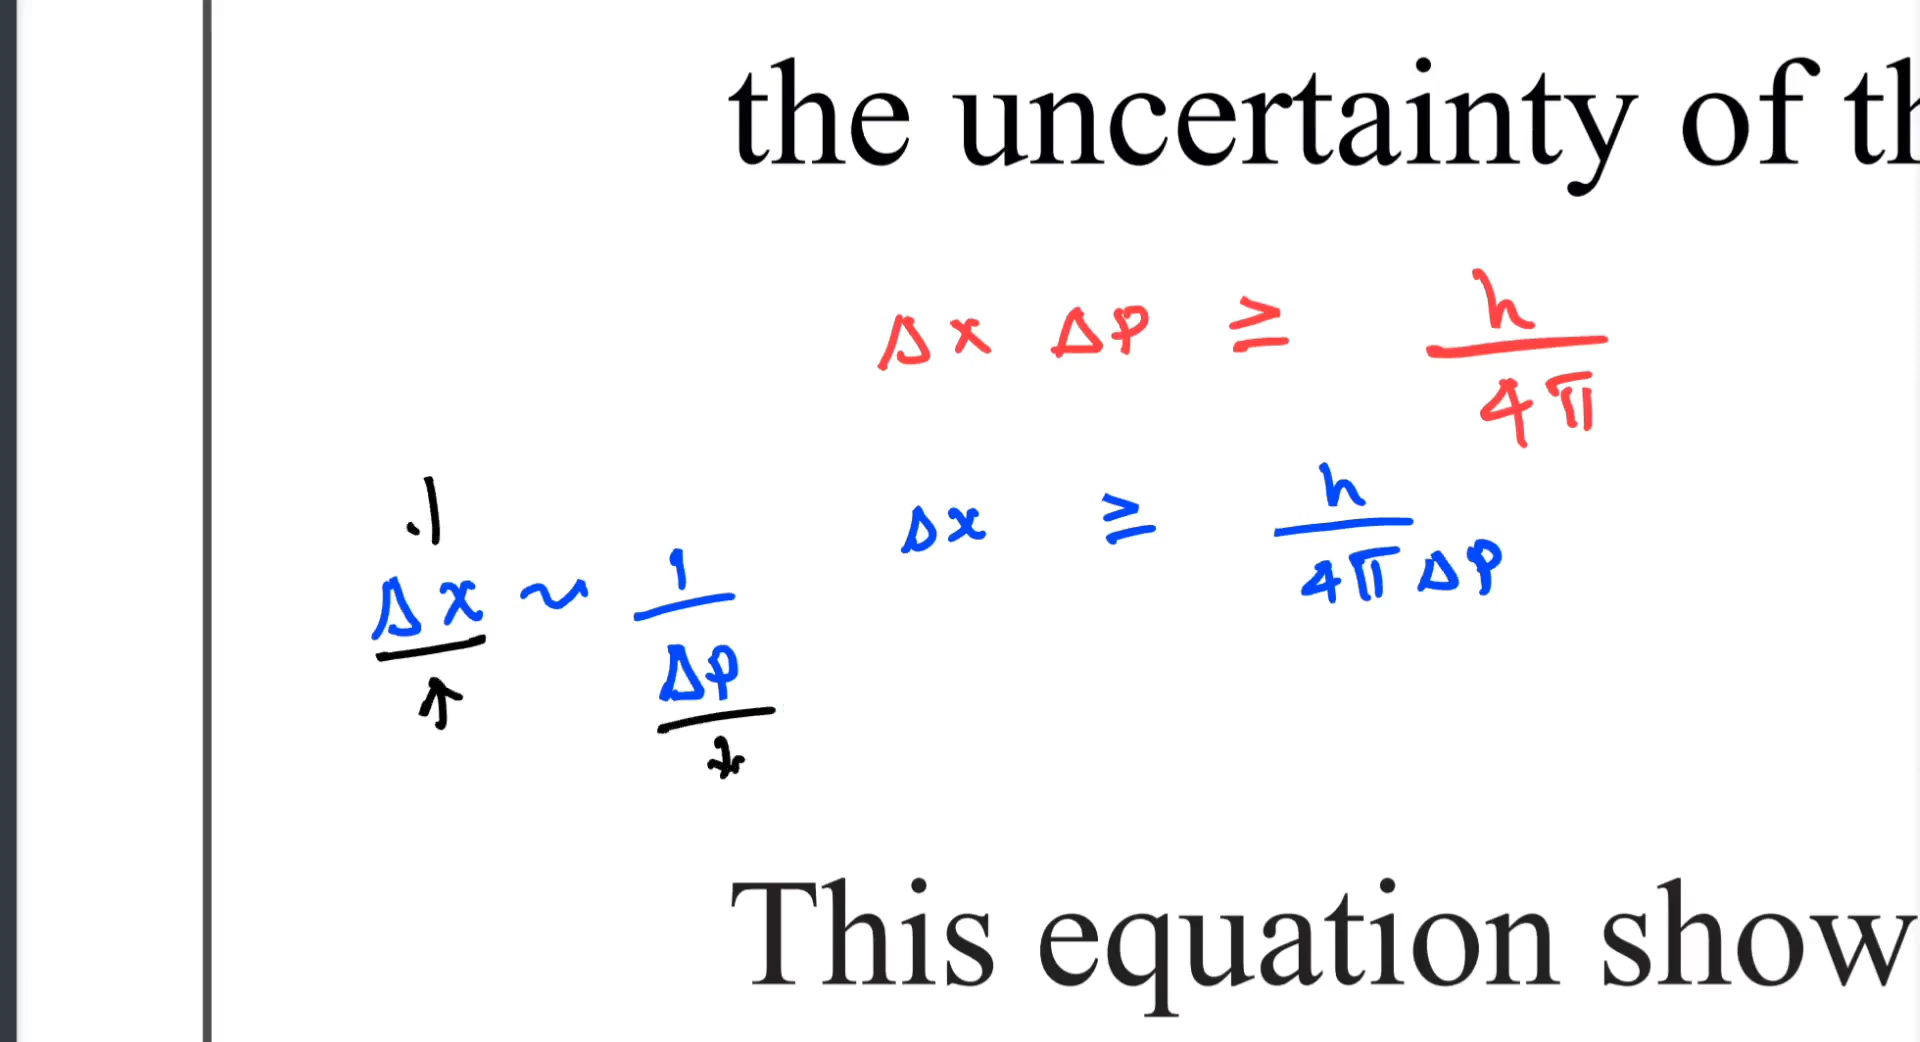 the uncertainty of th
Δx Δp ≥ h/4π
Δx ≥ h/4πΔp
Δx ~ 1/Δp
↑
This equation show